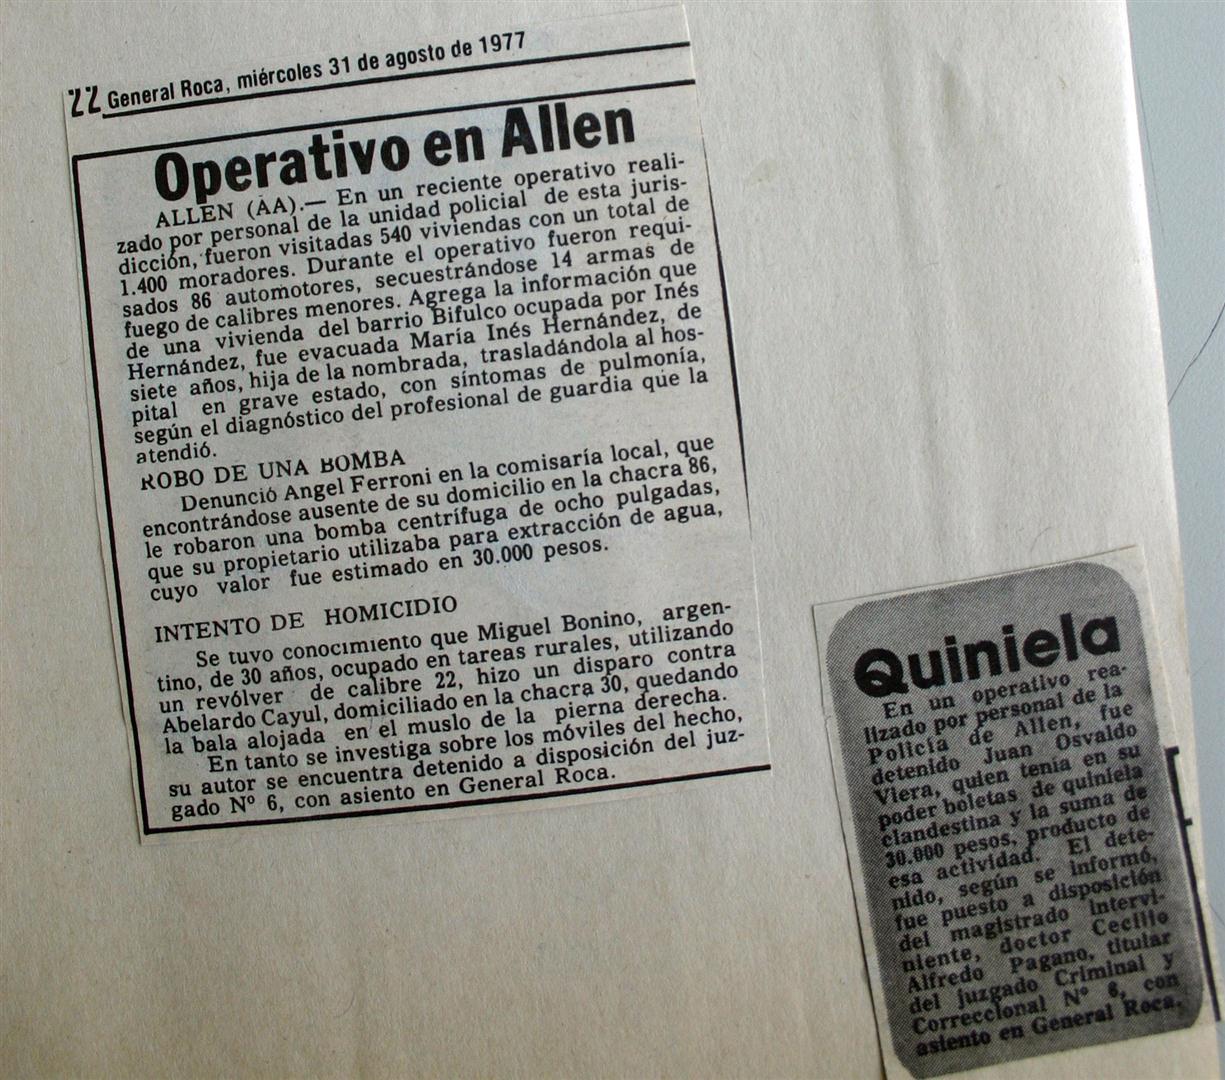 22 General Roca, miércoles 31 de agosto de 1977
Operativo en Allen
ALLEN (AA).— En un reciente operativo reali-
zado por personal de la unidad policial de esta juris-
dicción, fueron visitadas 540 viviendas con un total de
1.400 moradores. Durante el operativo fueron requi-
sados 86 automotores, secuestrándose 14 armas de
fuego de calibres menores. Agrega la información que
de una vivienda del barrio Bifulco ocupada por Inés
Hernández, fue evacuada María Inés Hernández, de
siete años, hija de la nombrada, trasladándola al hos-
pital en grave estado, con síntomas de pulmonía,
según el diagnóstico del profesional de guardia que la
atendió.
ROBO DE UNA BOMBA
Denunció Angel Ferroni en la comisaría local, que
encontrándose ausente de su domicilio en la chacra 86,
le robaron una bomba centrífuga de ocho pulgadas,
que su propietario utilizaba para extracción de agua,
cuyo valor fue estimado en 30.000 pesos.
INTENTO DE HOMICIDIO
Se tuvo conocimiento que Miguel Bonino, argen-
tino, de 30 años, ocupado en tareas rurales, utilizando
un revólver de calibre 22, hizo un disparo contra
Abelardo Cayul, domiciliado en la chacra 30, quedando
la bala alojada en el muslo de la pierna derecha.
En tanto se investiga sobre los móviles del hecho,
su autor se encuentra detenido a disposición del juz-
gado Nº 6, con asiento en General Roca.
Quiniela
En un operativo rea-
lizado por personal de la
Policía de Allen, fue
detenido Juan Osvaldo
Viera, quien tenía en su
poder boletas de quiniela
clandestina y la suma de
30.000 pesos, producto de
esa actividad. El dete-
nido, según se informó,
fue puesto a disposición
del magistrado intervi-
niente, doctor Cecilio
Alfredo Pagano, titular
del juzgado Criminal y
Correccional Nº 6, con
asiento en General Roca.